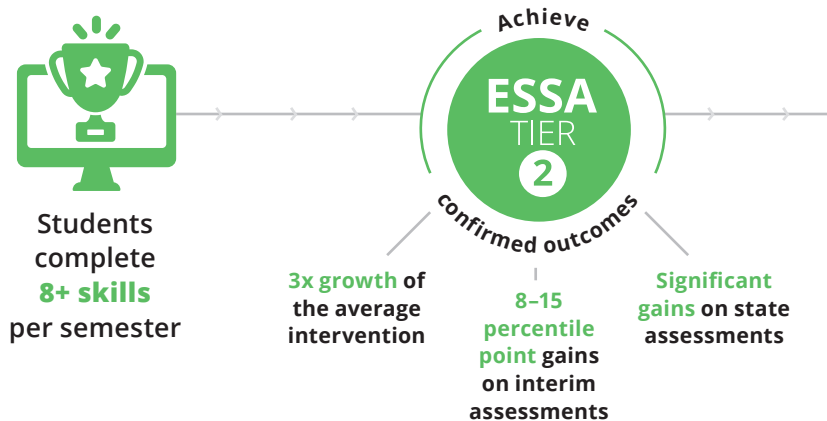 Students
complete
8+ skills
per semester
Achieve
ESSA
TIER
2
confirmed outcomes
3x growth of
the average
intervention
8–15
percentile
point gains
on interim
assessments
Significant
gains on state
assessments